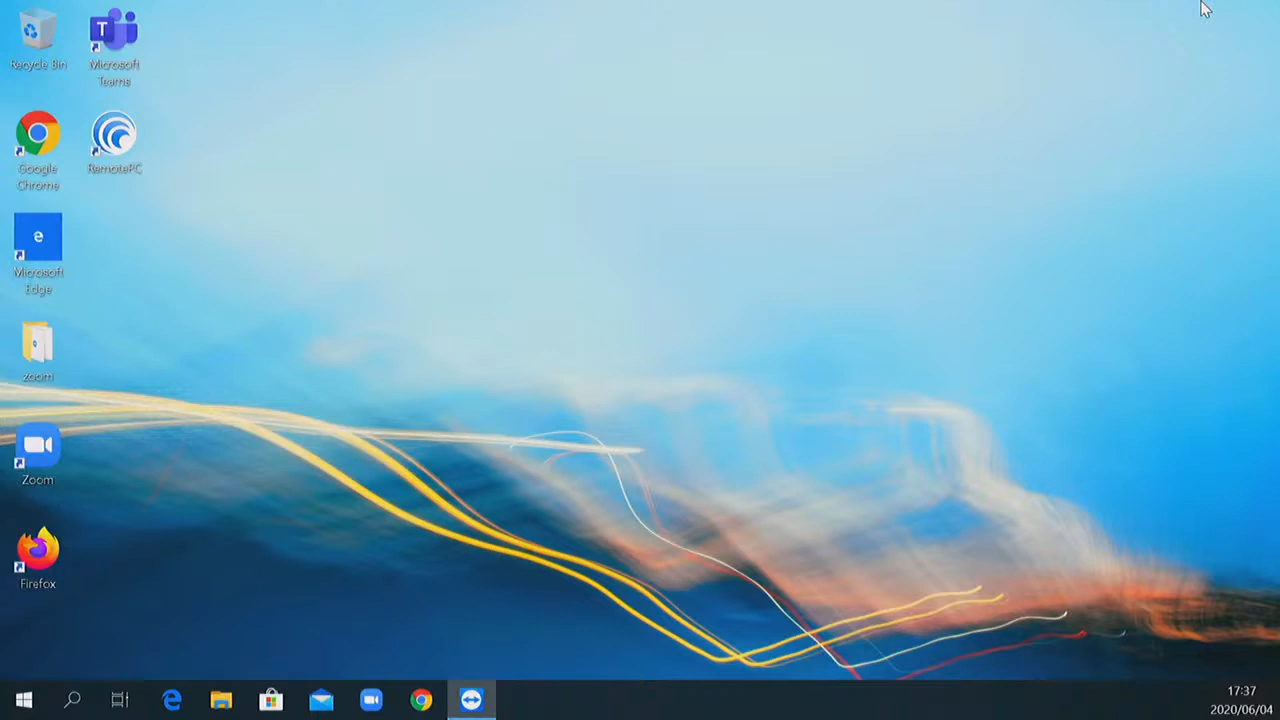 Recycle Bin
Microsoft
Teams
Google
Chrome
RemotePC
Microsoft
Edge
zoom
Zoom
Firefox
17:37
2020/06/04